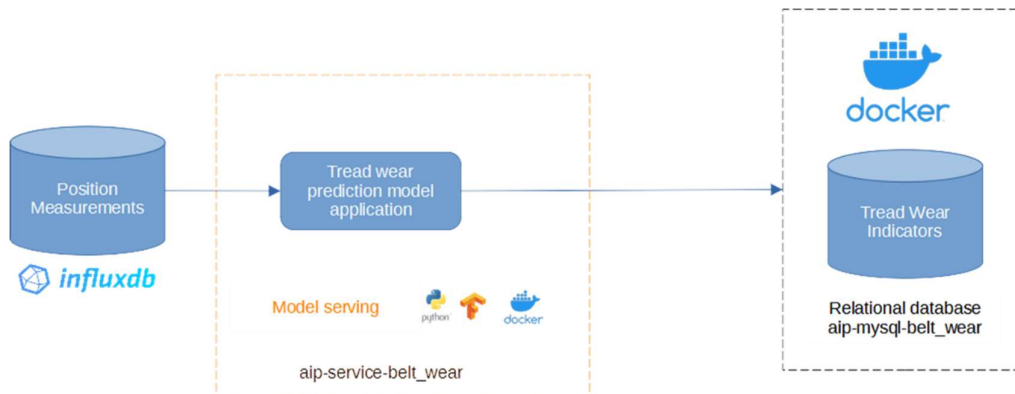 docker
Position
Measurements
influxdb
Tread wear
prediction model
application
Tread Wear
Indicators
Model serving
python
docker
aip-service-belt_wear
Relational database
aip-mysql-belt_wear